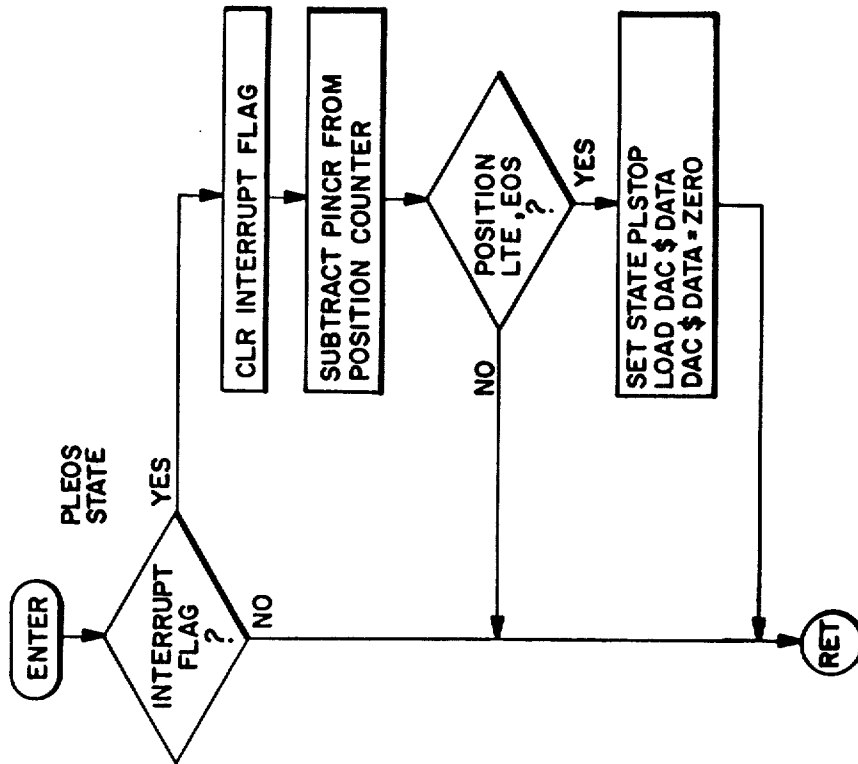 ENTER
PLEOS
STATE
INTERRUPT
FLAG
?
YES
NO
CLR INTERRUPT FLAG
SUBTRACT PINCR FROM
POSITION COUNTER
POSITION
LTE, EOS
?
NO
YES
SET STATE PLSTOP
LOAD DAC $ DATA
DAC $ DATA = ZERO
RET